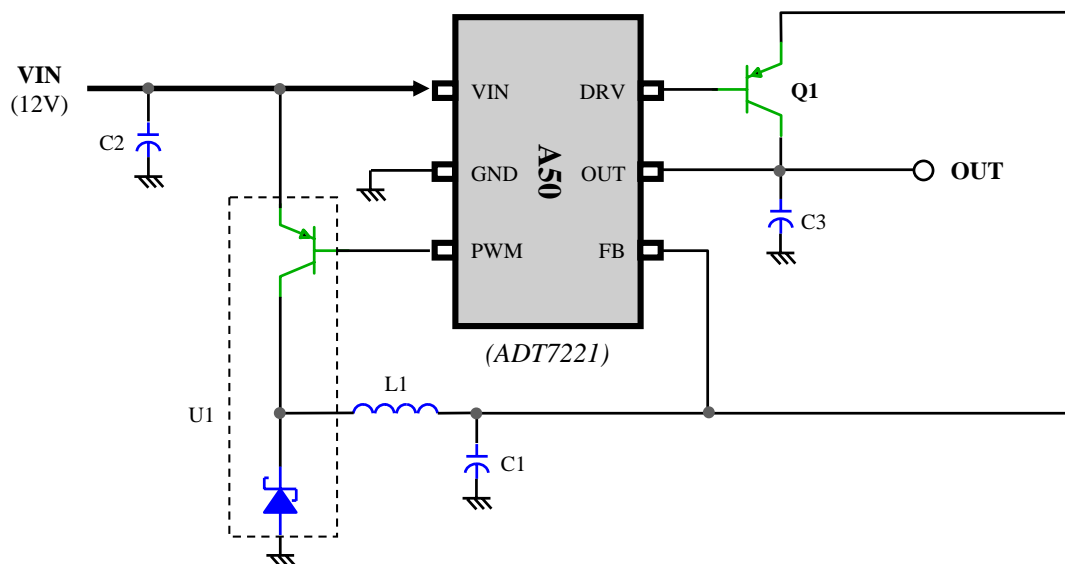 VIN
(12V)
C2
VIN
DRV
Q1
A50
GND
OUT
OUT
C3
PWM
FB
(ADT7221)
L1
U1
C1